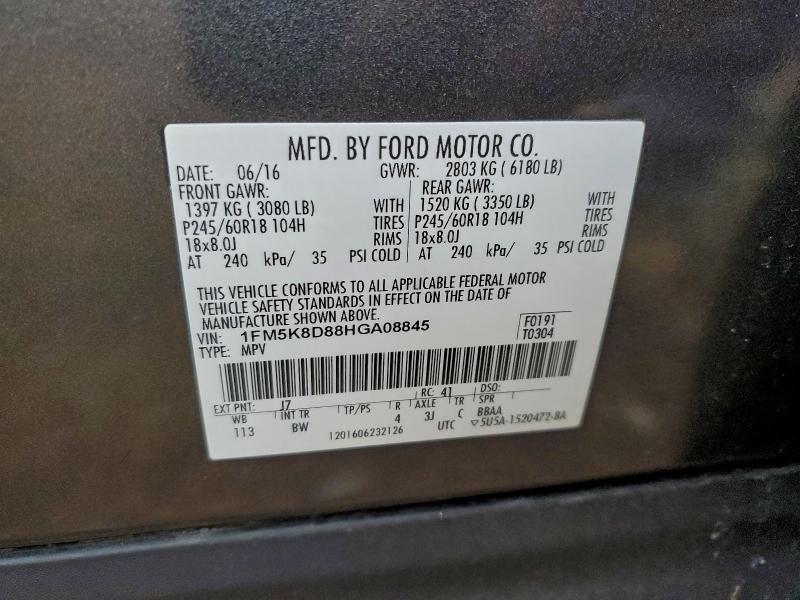 MFD. BY FORD MOTOR CO.
DATE: 06/16 GVWR: 2803 KG ( 6180 LB)
FRONT GAWR: REAR GAWR:
1397 KG ( 3080 LB) WITH 1520 KG ( 3350 LB) WITH
P245/60R18 104H TIRES P245/60R18 104H TIRES
18x8.0J RIMS 18x8.0J RIMS
AT 240 kPa/ 35 PSI COLD AT 240 kPa/ 35 PSI COLD
THIS VEHICLE CONFORMS TO ALL APPLICABLE FEDERAL MOTOR
VEHICLE SAFETY STANDARDS IN EFFECT ON THE DATE OF
MANUFACTURE SHOWN ABOVE.
VIN: 1FM5K8D88HGA08845 F0191
TYPE: MPV T0304
EXT PNT: J7 RC: 41 DSO:
WB INT TR TP/PS R AXLE TR SPR
113 BW 4 3J C BBAA
1201606232126 UTC ▽5U5A-1520472-BA